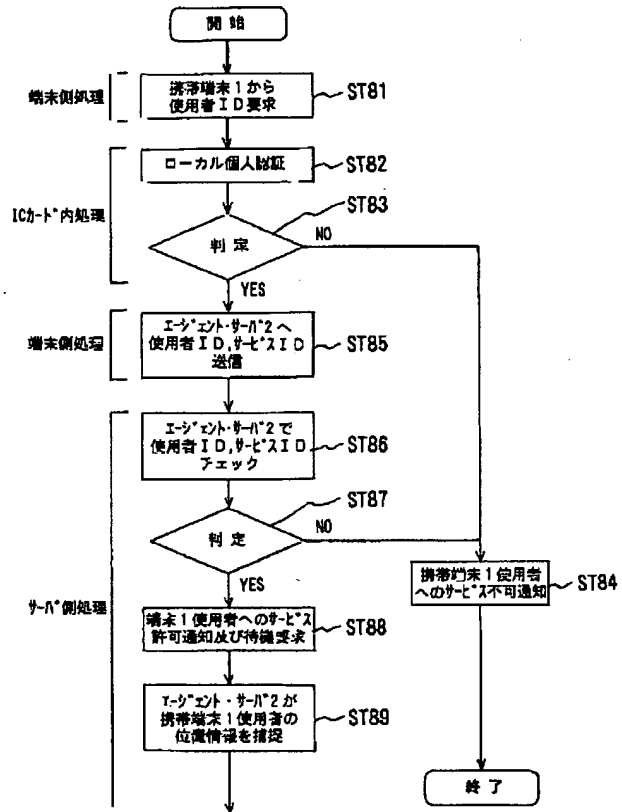 開始
端末側処理
携帯端末1から
使用者ID要求
ST81
ICカード内処理
ローカル個人認証
ST82
判定
ST83
NO
YES
端末側処理
エージェント・サーバ2へ
使用者ID,サービスID
送信
ST85
サーバ側処理
エージェント・サーバ2で
使用者ID,サービスID
チェック
ST86
判定
ST87
NO
YES
携帯端末1使用者
へのサービス不可通知
ST84
端末1使用者へのサービス
許可通知及び待機要求
ST88
エージェント・サーバ2が
携帯端末1使用者の
位置情報を捕捉
ST89
終了